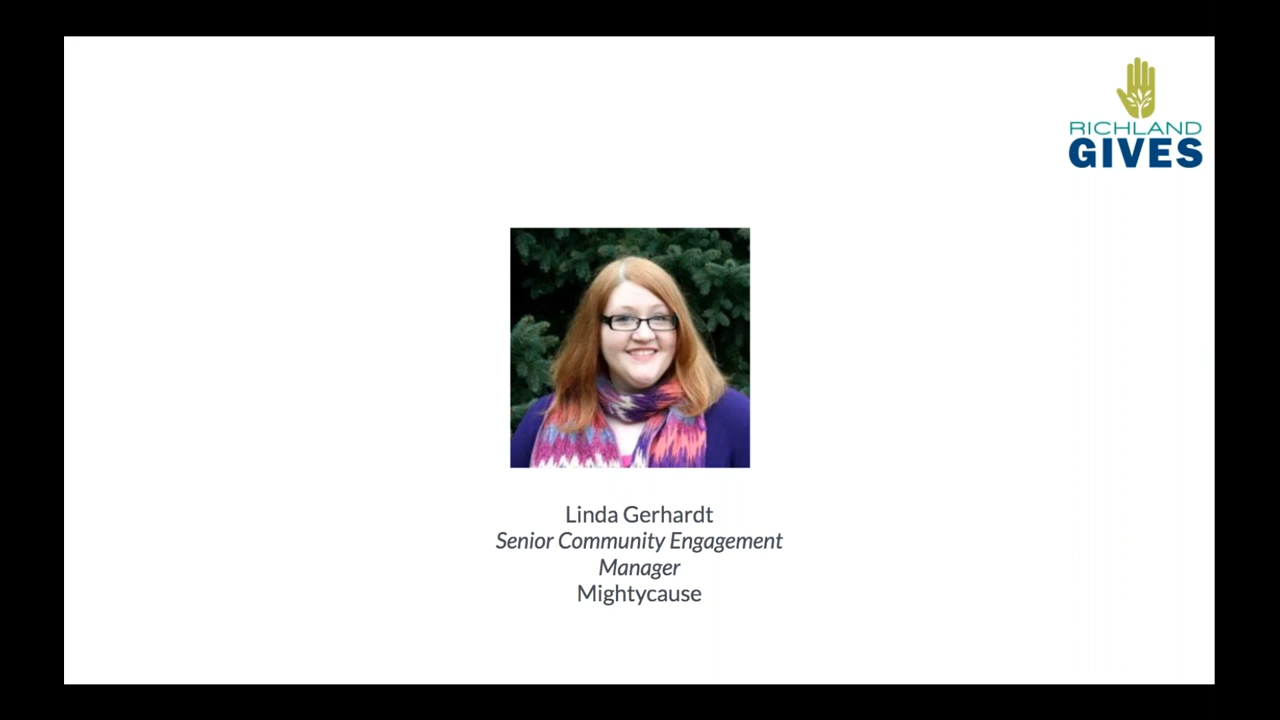 RICHLAND
GIVES
Linda Gerhardt
Senior Community Engagement
Manager
Mightycause